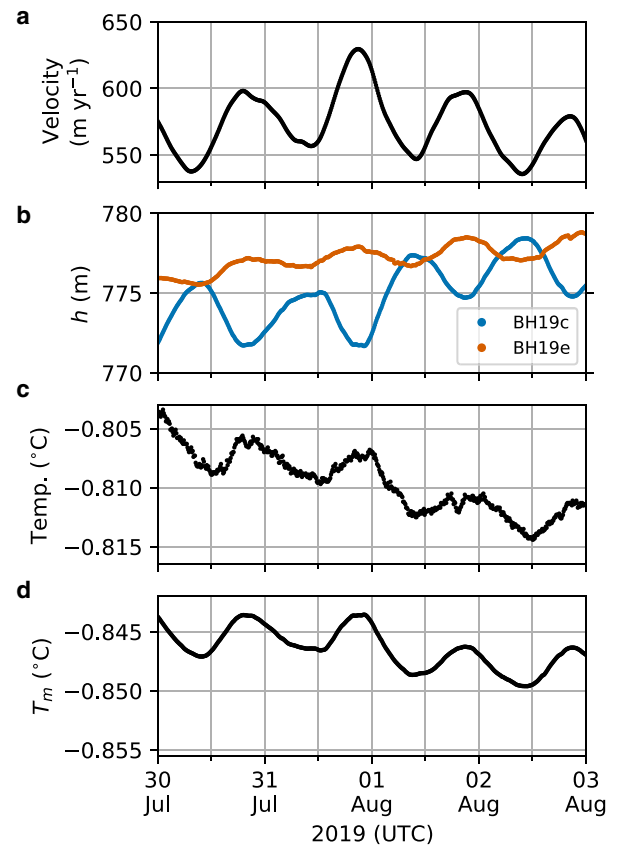 a
650
600
550
Velocity
(m yr⁻¹)
b
780
775
770
h (m)
BH19c
BH19e
c
−0.805
−0.810
−0.815
Temp. (°C)
d
−0.845
−0.850
−0.855
Tₘ (°C)
30 31 01 02 03
Jul Jul Aug Aug Aug
2019 (UTC)